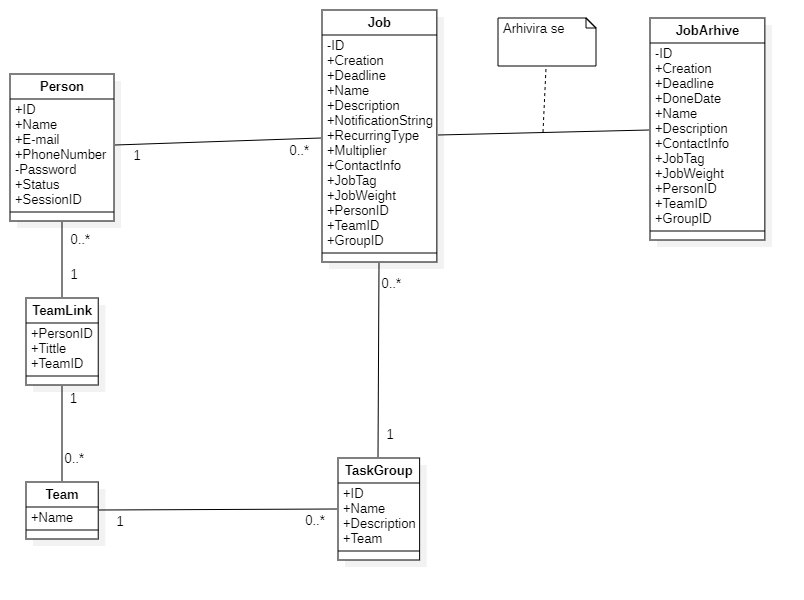 Person
+ID
+Name
+E-mail
+PhoneNumber
-Password
+Status
+SessionID
1
0..*
Job
-ID
+Creation
+Deadline
+Name
+Description
+NotificationString
+RecurringType
+Multiplier
+ContactInfo
+JobTag
+JobWeight
+PersonID
+TeamID
+GroupID
Arhivira se
JobArhive
-ID
+Creation
+Deadline
+DoneDate
+Name
+Description
+ContactInfo
+JobTag
+JobWeight
+PersonID
+TeamID
+GroupID
0..*
1
TeamLink
+PersonID
+Tittle
+TeamID
1
0..*
Team
+Name
1
0..*
0..*
1
TaskGroup
+ID
+Name
+Description
+Team